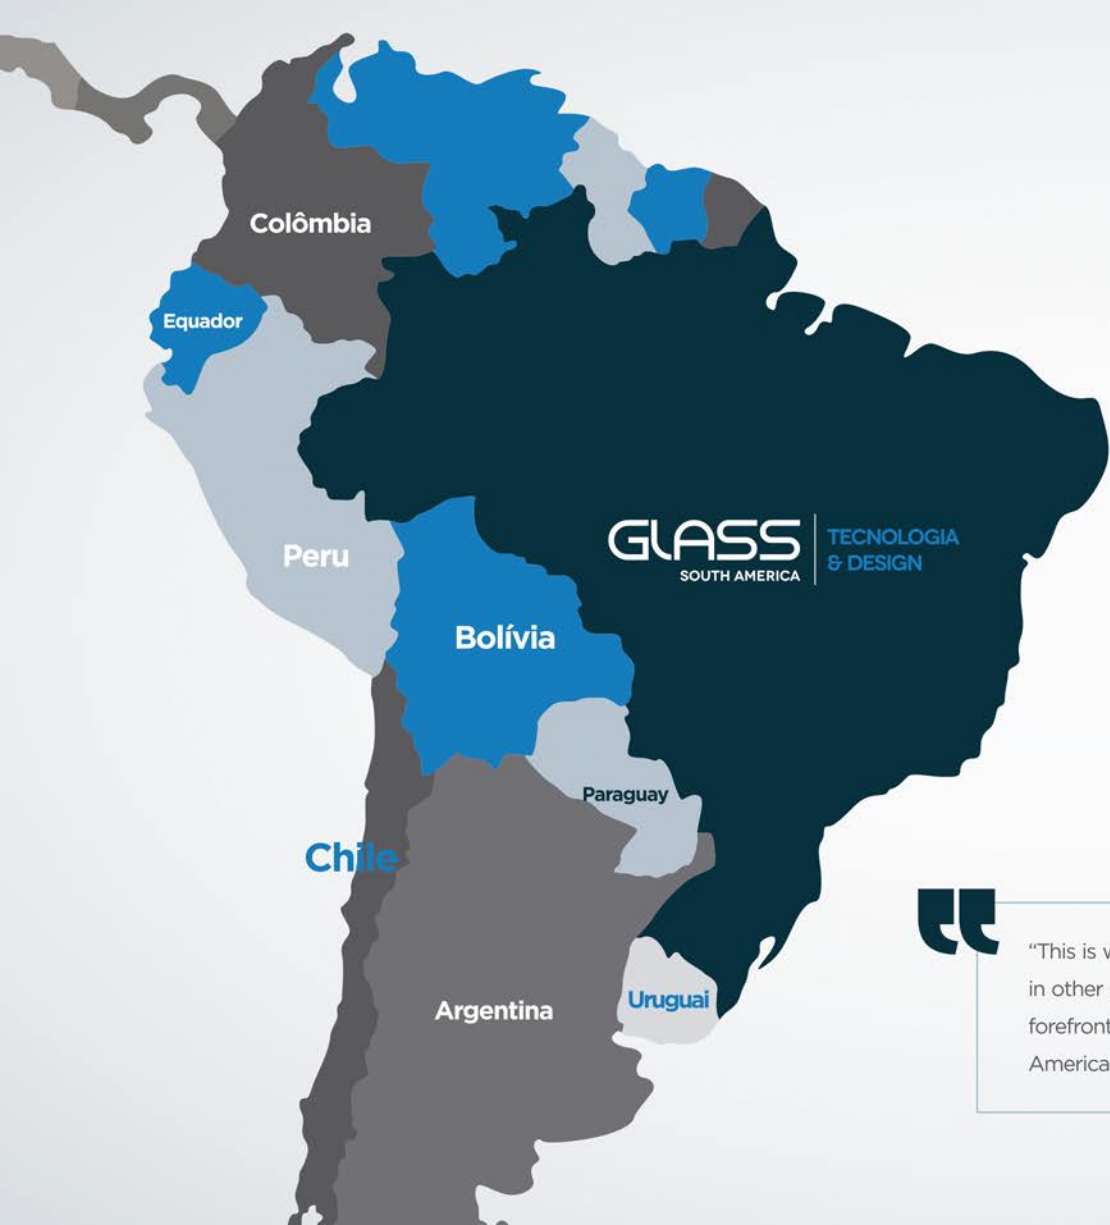 Colômbia
Equador
Peru
GLASS
SOUTH AMERICA
TECNOLOGIA
& DESIGN
Bolívia
Paraguay
Chile
Argentina
Uruguai
“This is
in other
forefront
America